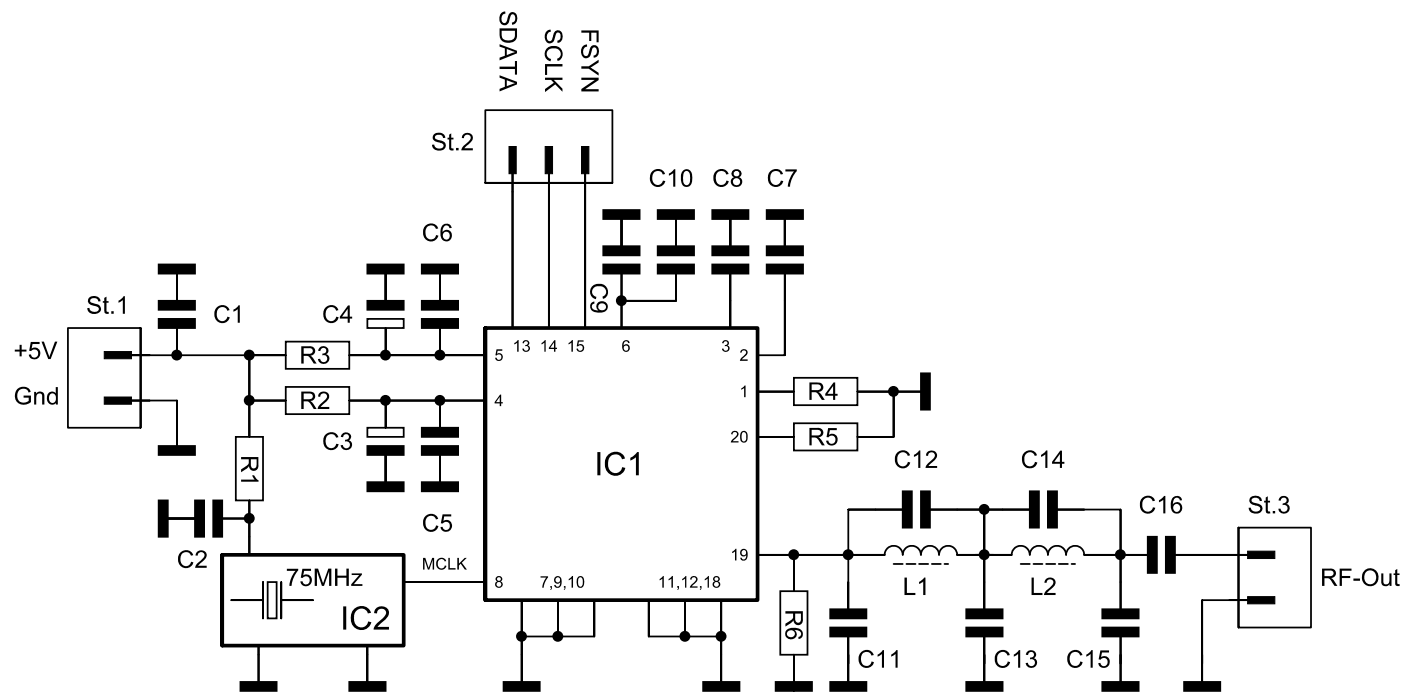 SDATA
SCLK
FSYN
St.2
C10
C8
C7
C6
St.1
C1
C4
C9
+5V
R3
5
13
14
15
6
3
2
Gnd
R2
4
1
R4
C3
20
R5
R1
IC1
C12
C14
C2
C5
C16
St.3
75MHz
MCLK
8
7,9,10
11,12,18
19
L1
L2
RF-Out
IC2
R6
C11
C13
C15